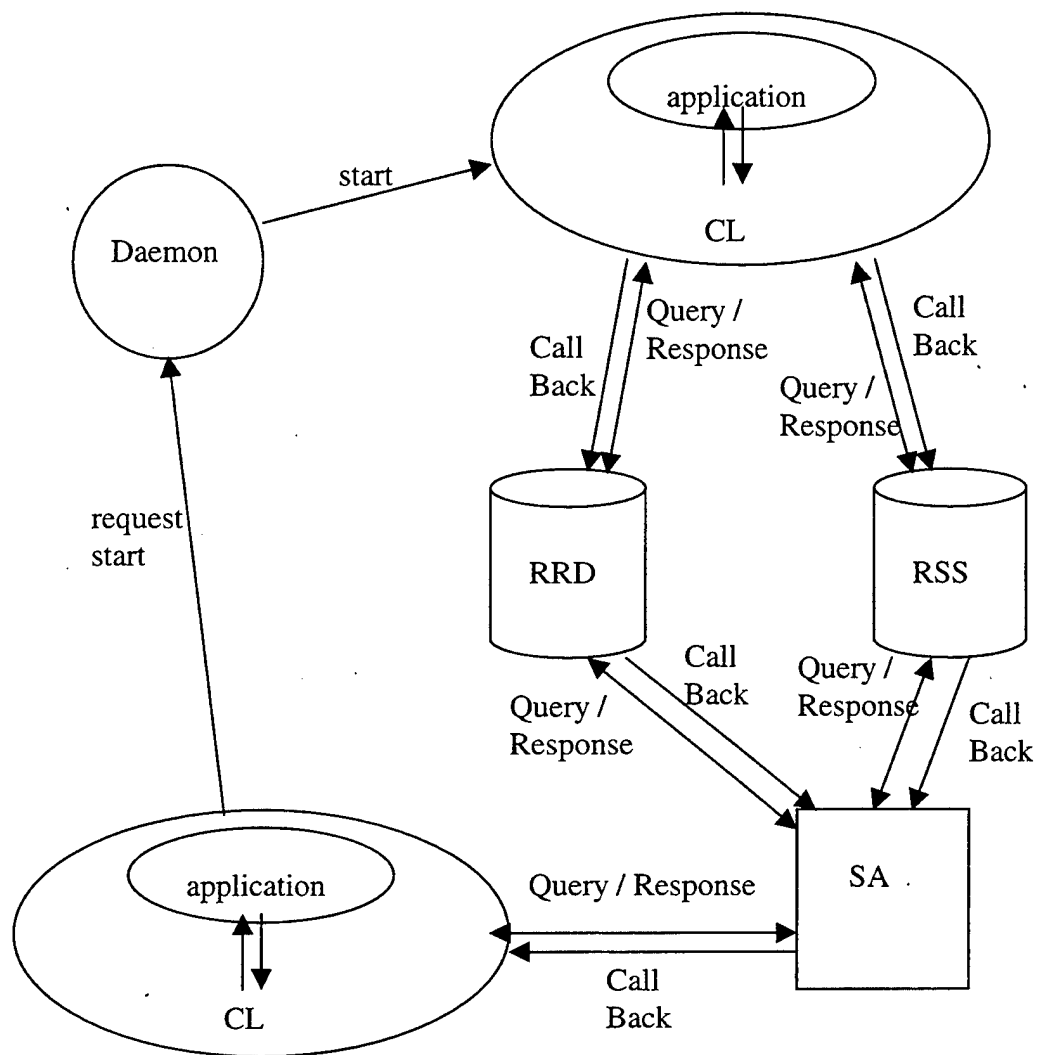 application
start
CL
Daemon
Query /
Response
Call
Back
Call
Back
Query /
Response
request
start
RRD
RSS
Call
Back
Query /
Response
Query /
Response
Call
Back
SA
application
Query / Response
CL
Call
Back